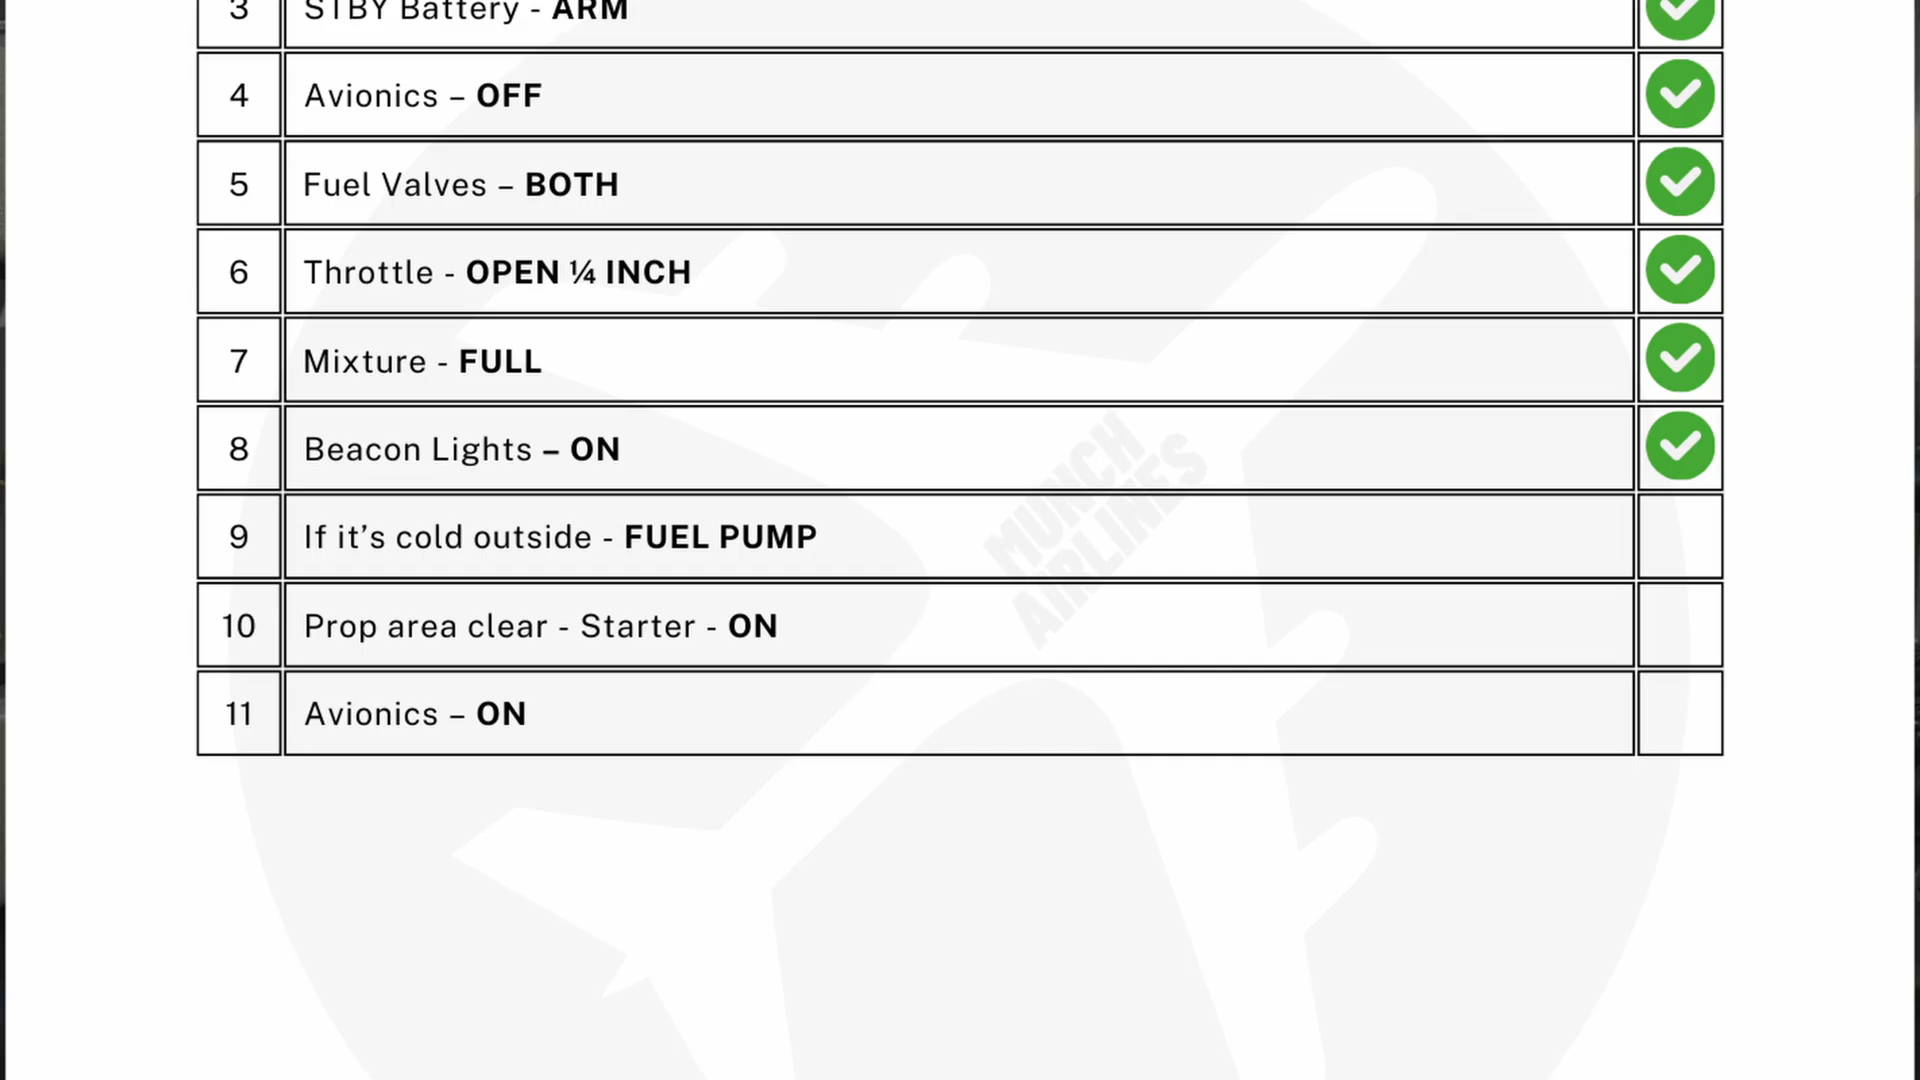 3 STBY Battery - ARM
4 Avionics – OFF
5 Fuel Valves – BOTH
6 Throttle - OPEN ¼ INCH
7 Mixture - FULL
8 Beacon Lights – ON
9 If it’s cold outside - FUEL PUMP
10 Prop area clear - Starter - ON
11 Avionics – ON
MUNCH
AIRLINES